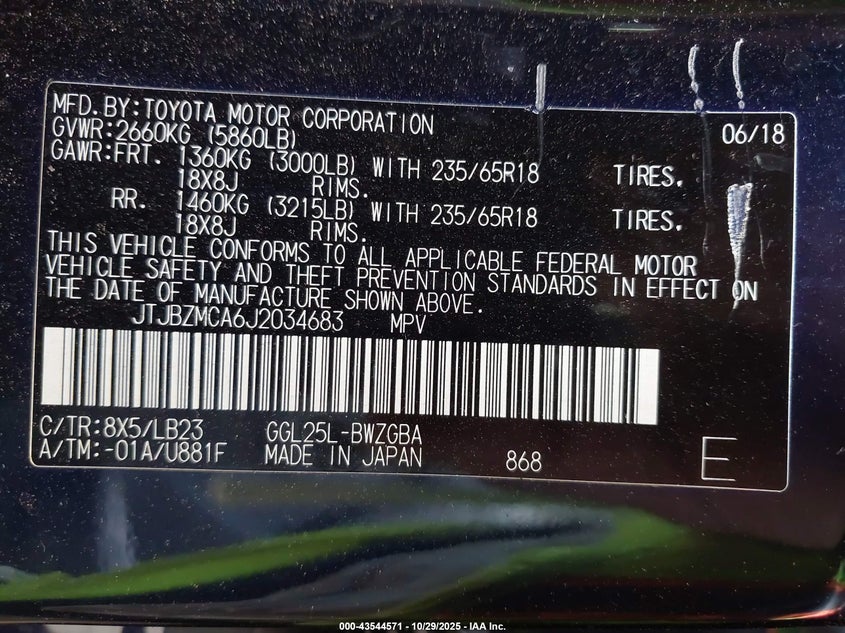 MFD.BY:TOYOTA MOTOR CORPORATION 06/18
GVWR:2660KG (5860LB)
GAWR:FRT. 1360KG (3000LB) WITH 235/65R18 TIRES.
18X8J RIMS.
RR. 1460KG (3215LB) WITH 235/65R18 TIRES.
18X8J RIMS.
THIS VEHICLE CONFORMS TO ALL APPLICABLE FEDERAL MOTOR
VEHICLE SAFETY AND THEFT PREVENTION STANDARDS IN EFFECT ON
THE DATE OF MANUFACTURE SHOWN ABOVE.
JTJBZMCA6J2034683 MPV
C/TR:8X5/LB23 GGL25L-BWZGBA
A/TM:-01A/U881F MADE IN JAPAN 868 E
000-43544571 - 10/29/2025 - IAA Inc.